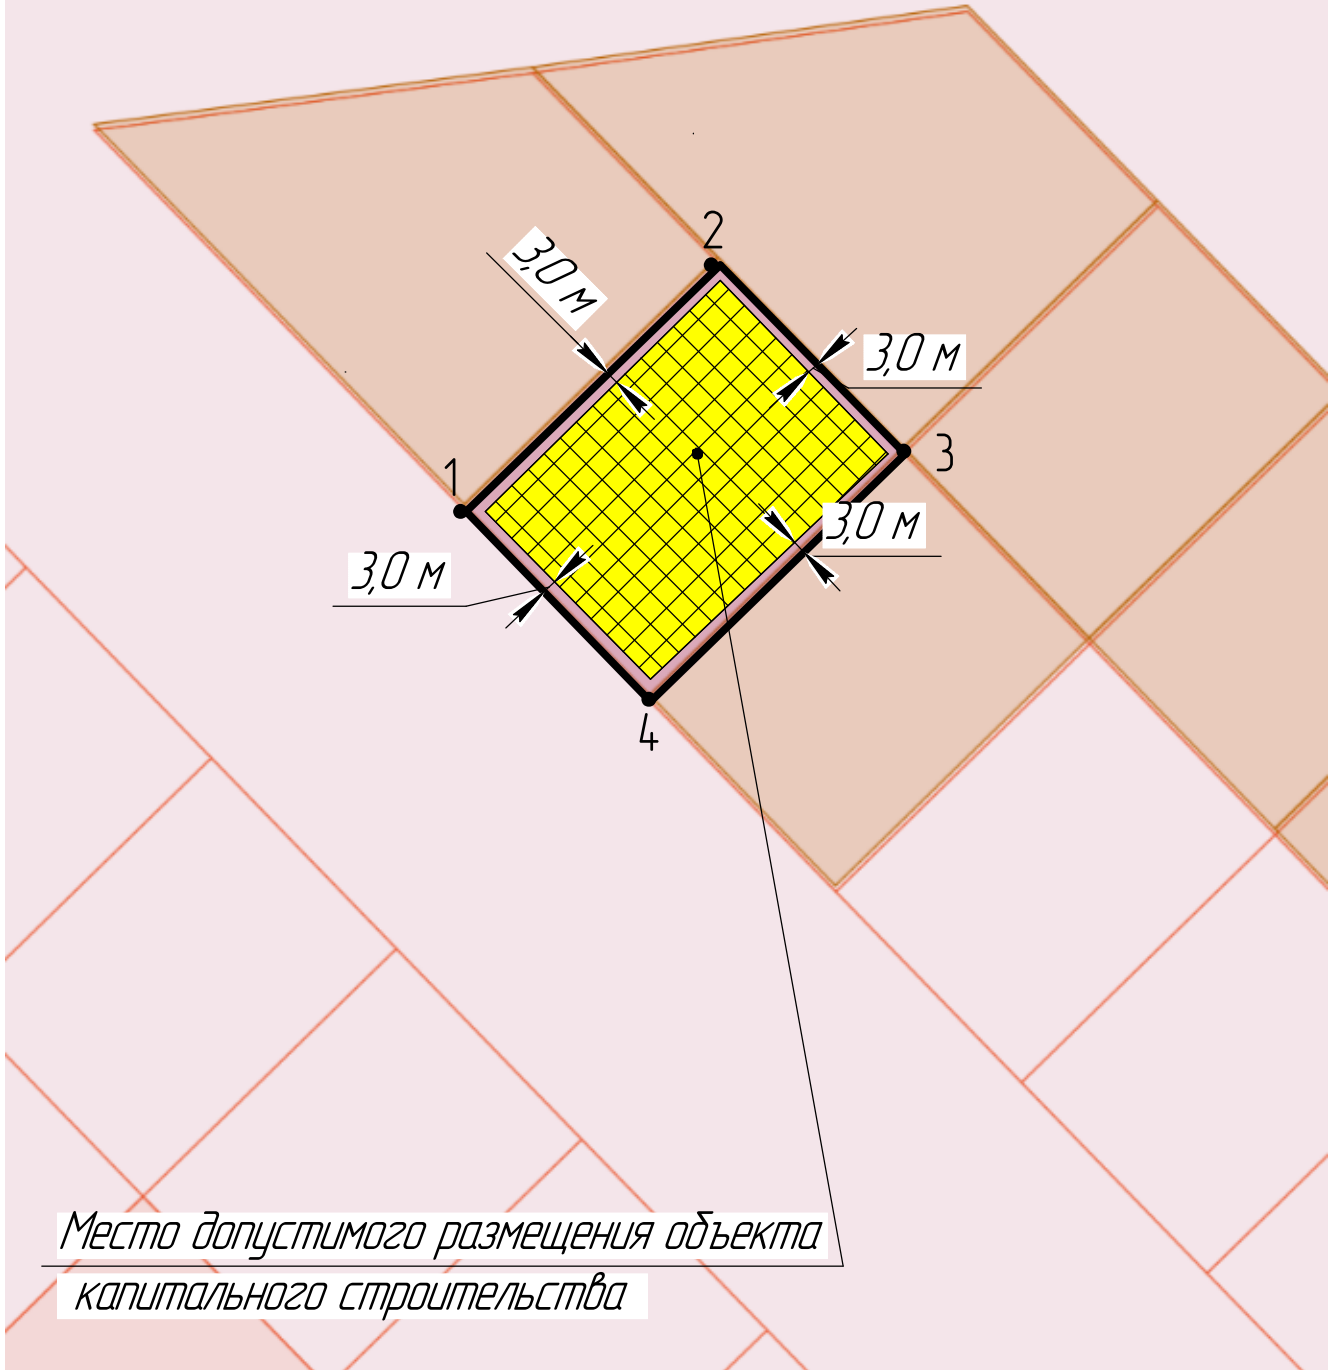 2
3,0 м
3,0 м
3
1
3,0 м
3,0 м
4
Место допустимого размещения объекта
капитального строительства